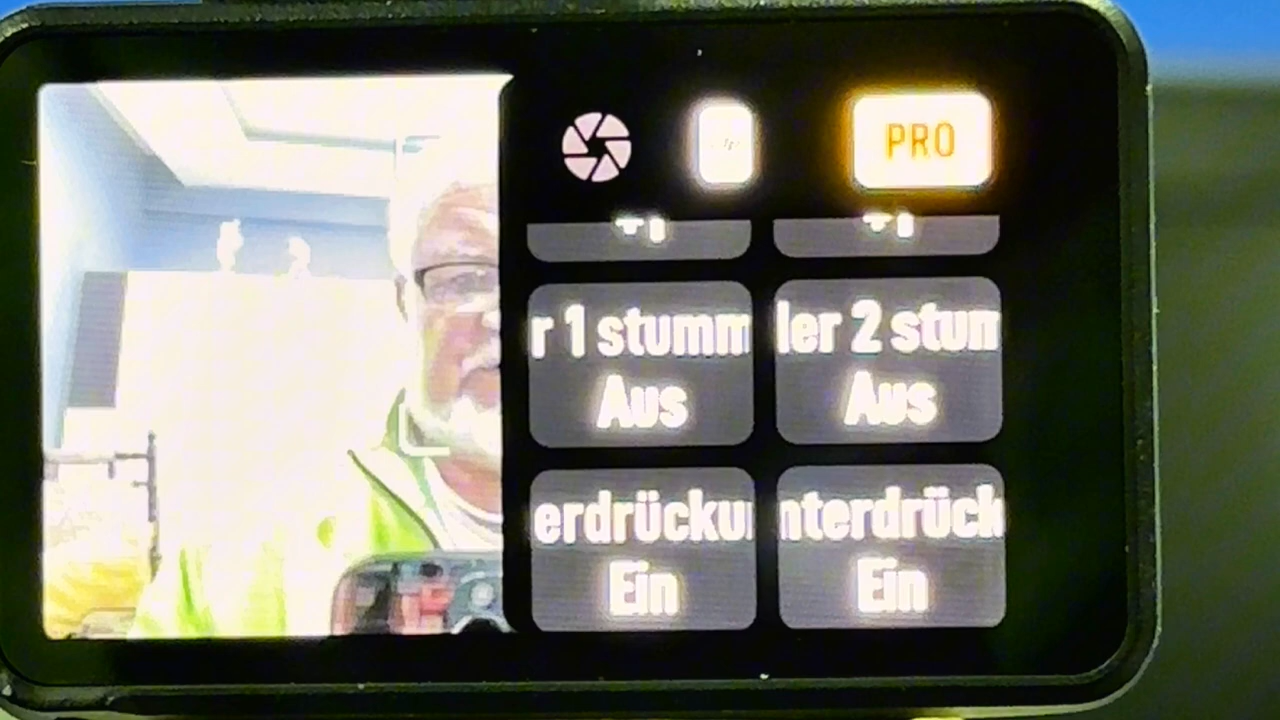 PRO
r 1 stumm
ler 2 stum
Aus
Aus
erdrücku
nterdrück
Ein
Ein